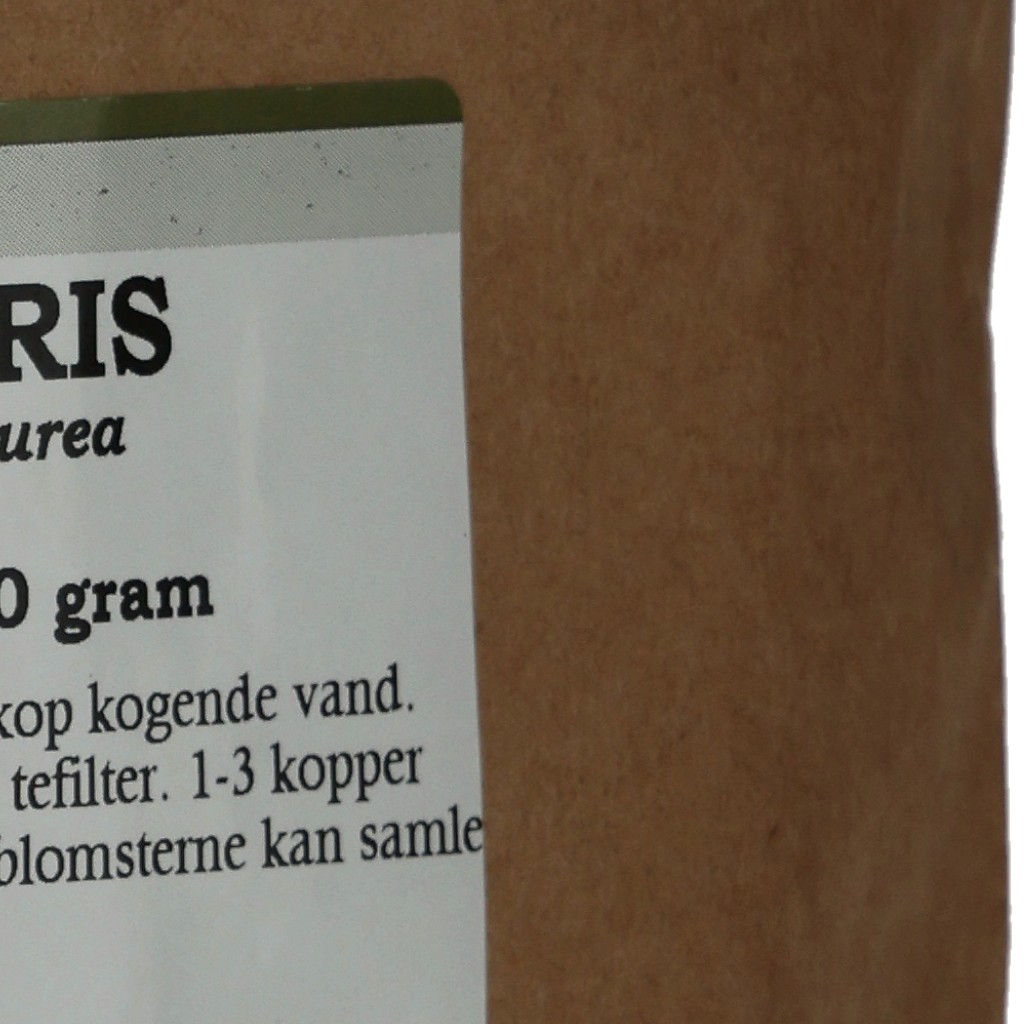 RIS
urea
0 gram
kop kogende vand.
tefilter. 1-3 kopper
blomsterne kan samle